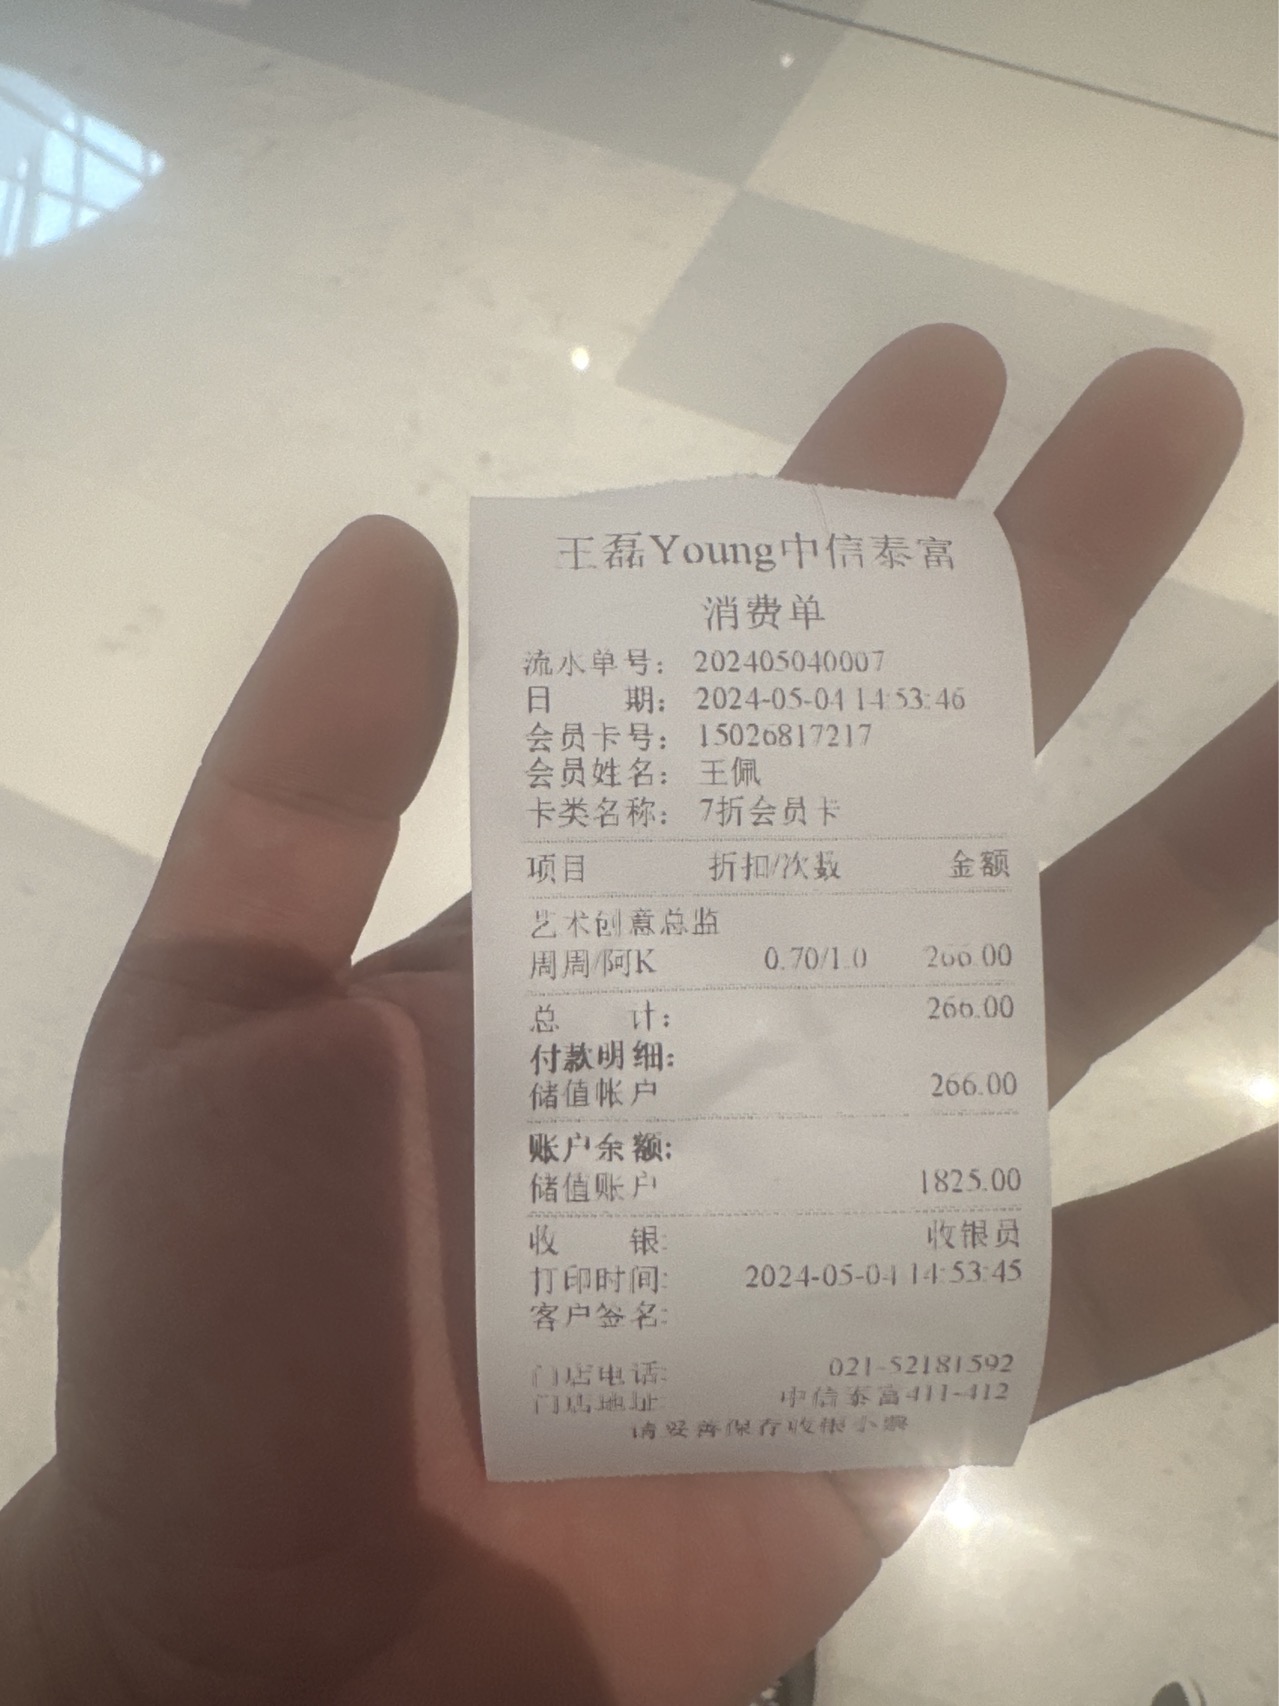 王磊Young中信泰富
消费单
流水单号： 202405040007
日 期： 2024-05-04 14:53:46
会员卡号： 15026817217
会员姓名： 王佩
卡类名称： 7折会员卡
项目 折扣/次数 金额
艺术创意总监
周周/阿K 0.70/1.0 266.00
总 计： 266.00
付款明细:
储值帐户 266.00
账户余额:
储值账户 1825.00
收 银: 收银员
打印时间: 2024-05-04 14:53:45
客户签名:
门店电话: 021-52181592
门店地址: 中信泰富411-412
请妥善保存收银小票